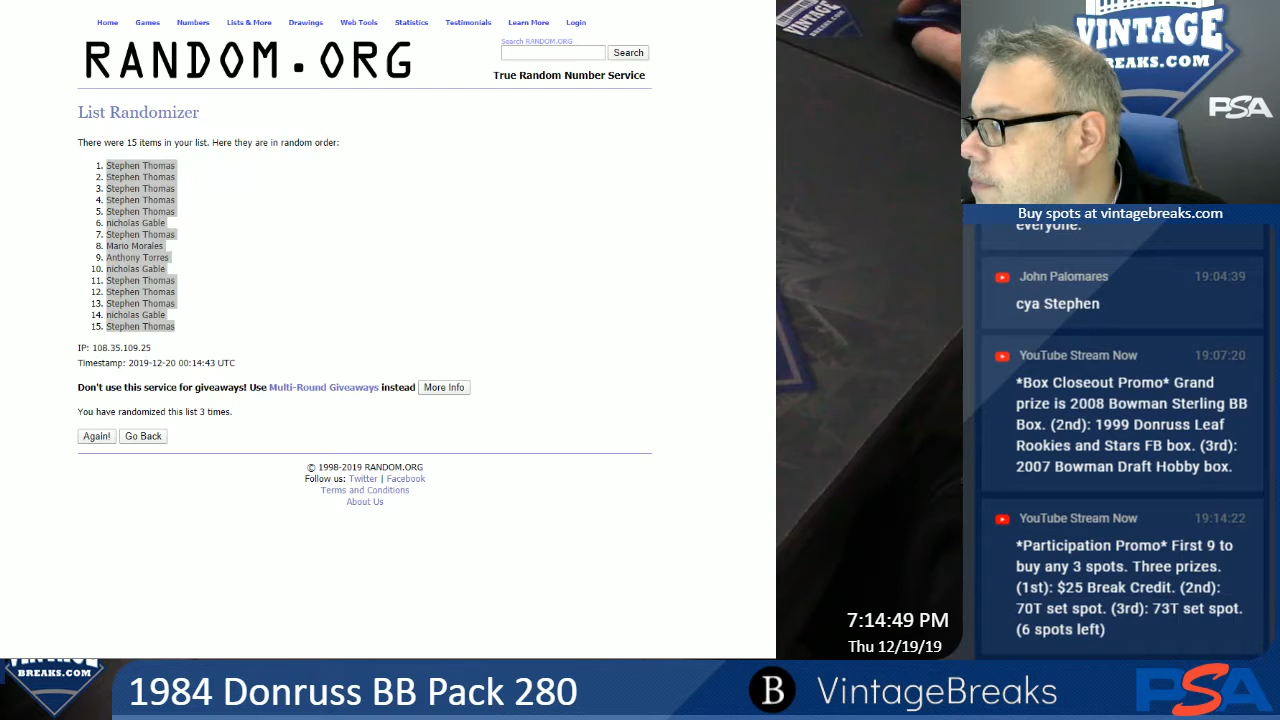 Home Games Numbers Lists & More Drawings Web Tools Statistics Testimonials Learn More Login
RANDOM.ORG
Search RANDOM.ORG
Search
True Random Number Service
List Randomizer
There were 15 items in your list. Here they are in random order:
1. Stephen Thomas
2. Stephen Thomas
3. Stephen Thomas
4. Stephen Thomas
5. Stephen Thomas
6. nicholas Gable
7. Stephen Thomas
8. Mario Morales
9. Anthony Torres
10. nicholas Gable
11. Stephen Thomas
12. Stephen Thomas
13. Stephen Thomas
14. nicholas Gable
15. Stephen Thomas
IP: 108.35.109.25
Timestamp: 2019-12-20 00:14:43 UTC
Don't use this service for giveaways! Use Multi-Round Giveaways instead More Info
You have randomized this list 3 times.
Again! Go Back
© 1998-2019 RANDOM.ORG
Follow us: Twitter | Facebook
Terms and Conditions
About Us
VINTAGE
BREAKS.COM
VINTAGE
BREAKS.COM
PSA
Buy spots at vintagebreaks.com
everyone.
John Palomares 19:04:39
cya Stephen
YouTube Stream Now 19:07:20
*Box Closeout Promo* Grand
prize is 2008 Bowman Sterling BB
Box. (2nd): 1999 Donruss Leaf
Rookies and Stars FB box. (3rd):
2007 Bowman Draft Hobby box.
YouTube Stream Now 19:14:22
*Participation Promo* First 9 to
buy any 3 spots. Three prizes.
(1st): $25 Break Credit. (2nd):
70T set spot. (3rd): 73T set spot.
(6 spots left)
7:14:49 PM
Thu 12/19/19
VINTAGE
BREAKS.COM
1984 Donruss BB Pack 280
B VintageBreaks
PSA